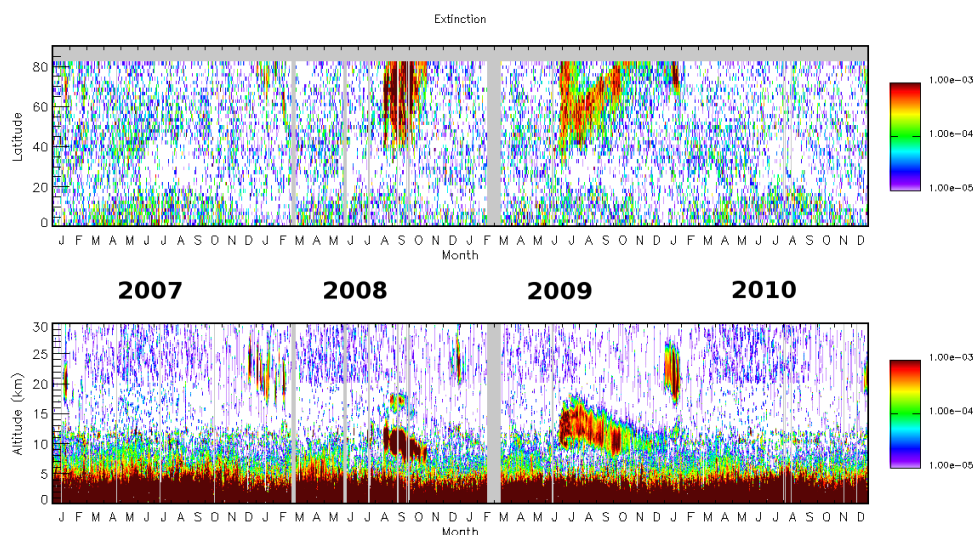 Extinction
80
60
40
20
0
Latitude
1.00e-03
1.00e-04
1.00e-05
J F M A M J J A S O N D J F M A M J J A S O N D J F M A M J J A S O N D J F M A M J J A S O N D
Month
2007 2008 2009 2010
30
25
20
15
10
5
0
Altitude (km)
1.00e-03
1.00e-04
1.00e-05
J F M A M J J A S O N D J F M A M J J A S O N D J F M A M J J A S O N D J F M A M J J A S O N D
Month